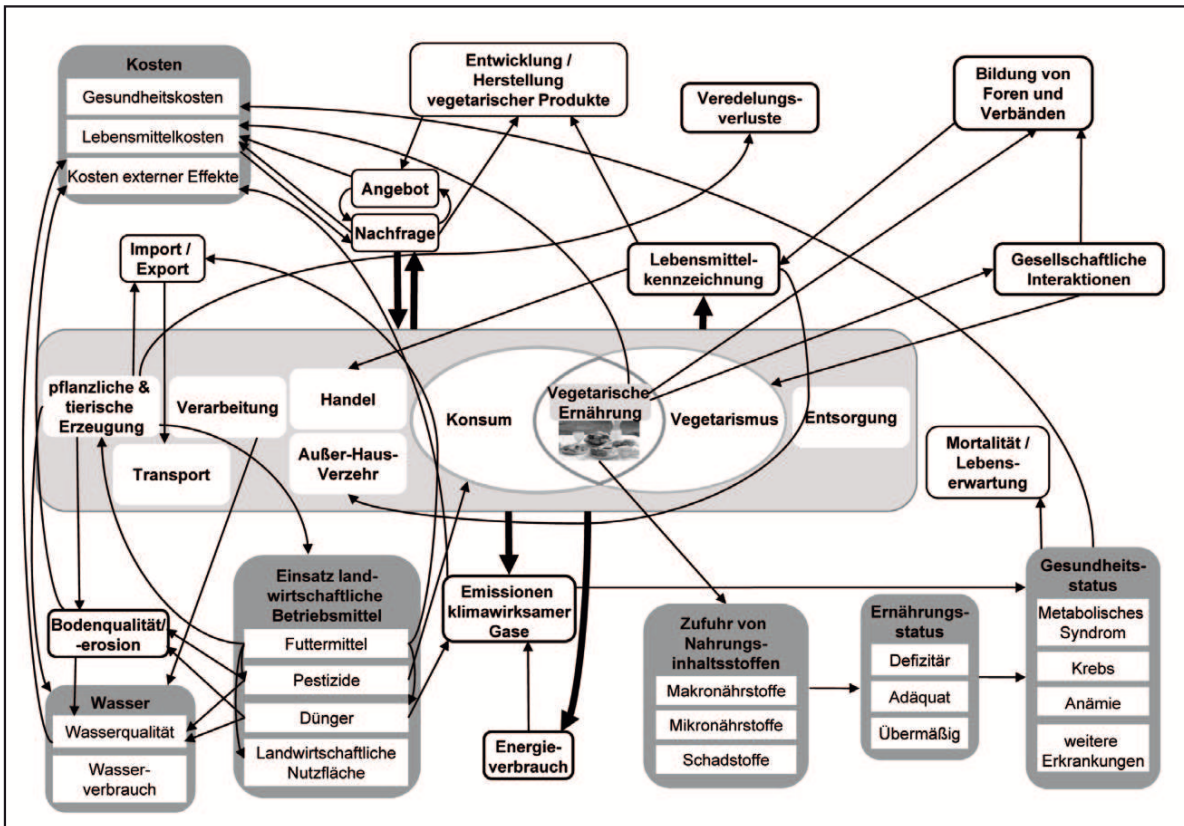 Kosten
Gesundheitskosten
Lebensmittelkosten
Kosten externer Effekte
Entwicklung /
Herstellung
vegetarischer Produkte
Veredelungs-
verluste
Bildung von
Foren und
Verbänden
Angebot
Nachfrage
Import /
Export
Lebensmittel-
kennzeichnung
Gesellschaftliche
Interaktionen
pflanzliche &
tierische
Erzeugung
Verarbeitung
Transport
Handel
Außer-Haus-
Verzehr
Konsum
Vegetarische
Ernährung
Vegetarismus
Entsorgung
Mortalität /
Lebens-
erwartung
Einsatz land-
wirtschaftliche
Betriebsmittel
Futtermittel
Pestizide
Dünger
Landwirtschaftliche
Nutzfläche
Bodenqualität/
-erosion
Wasser
Wasserqualität
Wasser-
verbrauch
Emissionen
klimawirksamer
Gase
Energie-
verbrauch
Zufuhr von
Nahrungs-
inhaltsstoffen
Makronährstoffe
Mikronährstoffe
Schadstoffe
Ernährungs-
status
Defizitär
Adäquat
Übermäßig
Gesundheits-
status
Metabolisches
Syndrom
Krebs
Anämie
weitere
Erkrankungen